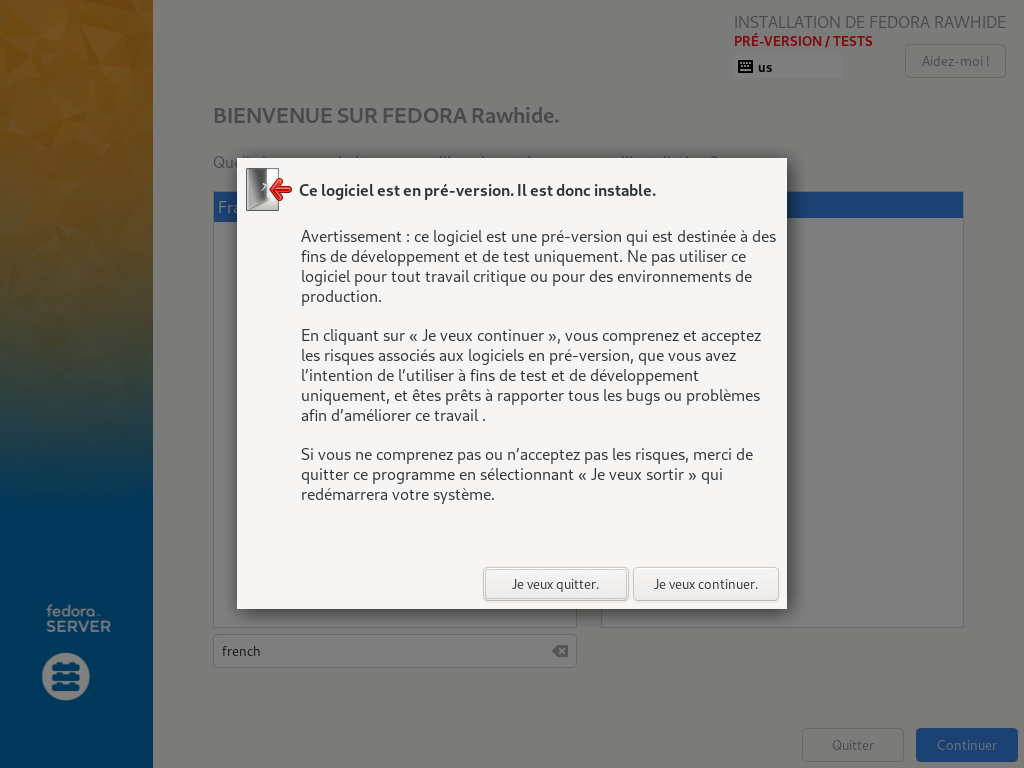 INSTALLATION DE FEDORA RAWHIDE
PRÉ-VERSION / TESTS
us
Aidez-moi !
BIENVENUE SUR FEDORA Rawhide.
Ce logiciel est en pré-version. Il est donc instable.
Avertissement : ce logiciel est une pré-version qui est destinée à des
fins de développement et de test uniquement. Ne pas utiliser ce
logiciel pour tout travail critique ou pour des environnements de
production.
En cliquant sur « Je veux continuer », vous comprenez et acceptez
les risques associés aux logiciels en pré-version, que vous avez
l’intention de l’utiliser à fins de test et de développement
uniquement, et êtes prêts à rapporter tous les bugs ou problèmes
afin d’améliorer ce travail .
Si vous ne comprenez pas ou n’acceptez pas les risques, merci de
quitter ce programme en sélectionnant « Je veux sortir » qui
redémarrera votre système.
Je veux quitter.
Je veux continuer.
fedora
SERVER
french
Quitter
Continuer